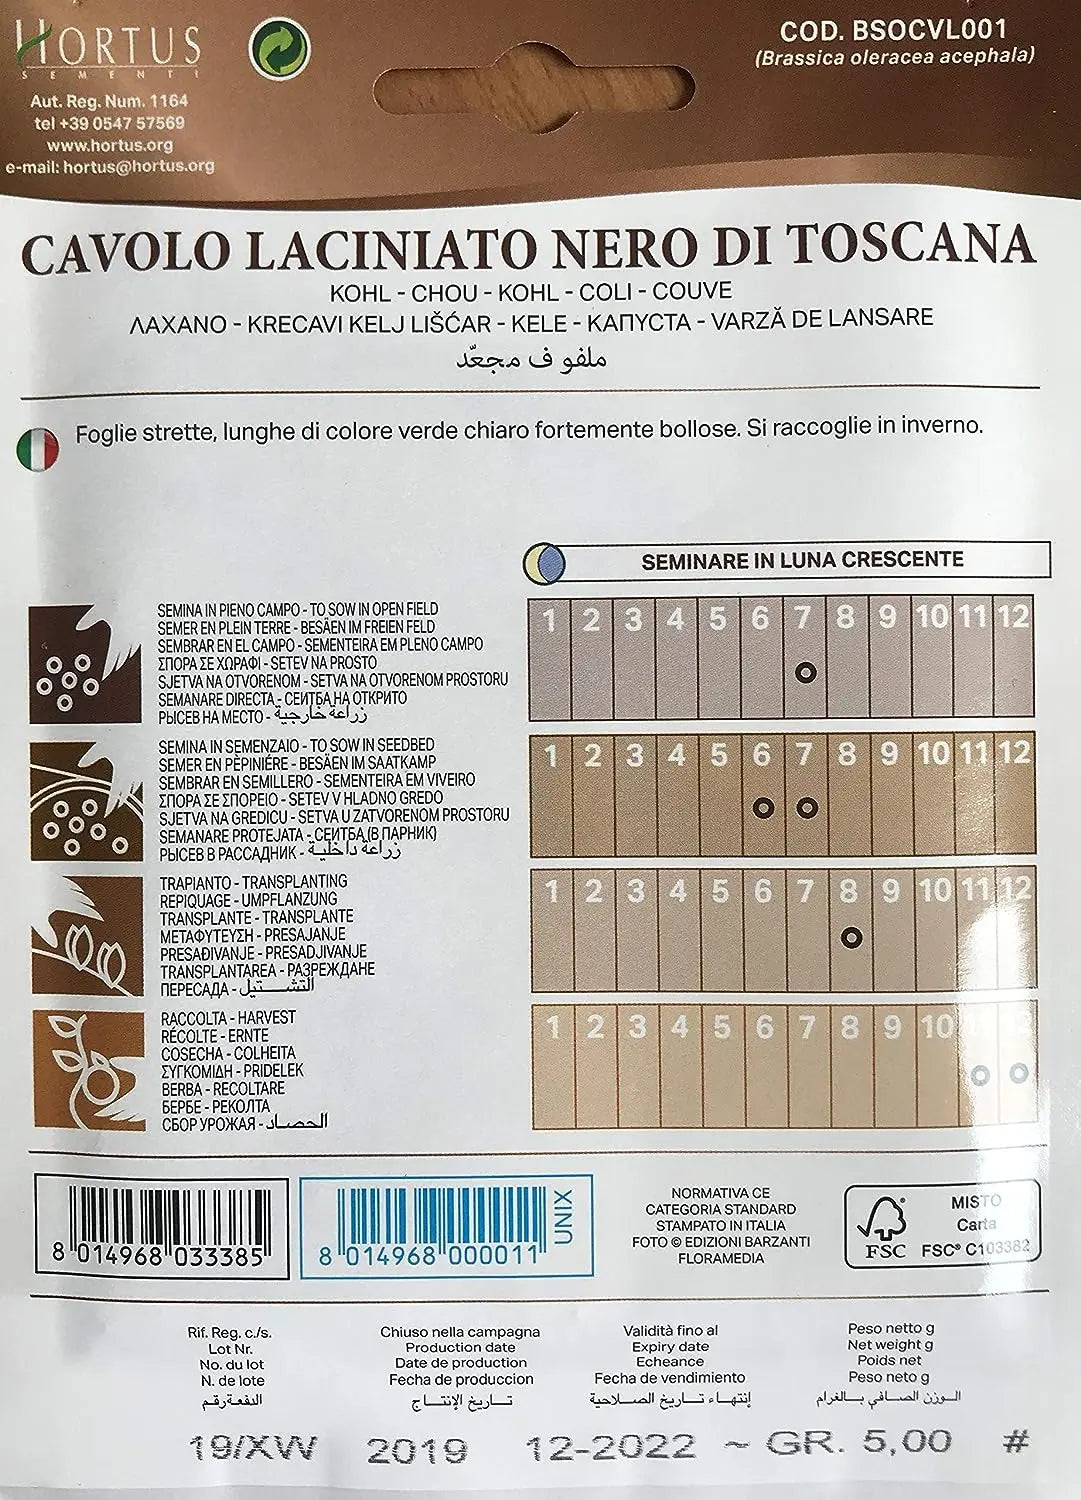 HORTUS
SEMENTI
Aut. Reg. Num. 1164
tel +39 0547 57569
www.hortus.org
e-mail: hortus@hortus.org
COD. BSOCVL001
(Brassica oleracea acephala)
CAVOLO LACINIATO NERO DI TOSCANA
KOHL - CHOU - KOHL - COLI - COUVE
ΛΑΧΑΝΟ - KRECAVI KELJ LIŠĆAR - KELE - КАПУСТА - VARZĂ DE LANSARE
ملفو ف مجعّد
Foglie strette, lunghe di colore verde chiaro fortemente bollose. Si raccoglie in inverno.
SEMINARE IN LUNA CRESCENTE
SEMINA IN PIENO CAMPO - TO SOW IN OPEN FIELD
SEMER EN PLEIN TERRE - BESÄEN IM FREIEN FELD
SEMBRAR EN EL CAMPO - SEMENTEIRA EM PLENO CAMPO
ΣΠΟΡΑ ΣΕ ΧΩΡΑΦΙ - SETEV NA PROSTO
SJETVA NA OTVORENOM - SETVA NA OTVORENOM PROSTORU
SEMANARE DIRECTA - СЕИТБА НА ОТКРИТО
РЫСЕВ НА МЕСТО - زراعة خارجية
1 2 3 4 5 6 7 8 9 10 11 12
SEMINA IN SEMENZAIO - TO SOW IN SEEDBED
SEMER EN PÈPINIÉRE - BESÄEN IM SAATKAMP
SEMBRAR EN SEMILLERO - SEMENTEIRA EM VIVEIRO
ΣΠΟΡΑ ΣΕ ΣΠΟΡΕΙΟ - SETEV V HLADNO GREDO
SJETVA NA GREDICU - SETVA U ZATVORENOM PROSTORU
SEMANARE PROTEJATA - СЕИТБА (В ПАРНИК)
РЫСЕВ В РАССАДНИК - زراعة داخلية
1 2 3 4 5 6 7 8 9 10 11 12
TRAPIANTO - TRANSPLANTING
REPIQUAGE - UMPFLANZUNG
TRANSPLANTE - TRANSPLANTE
ΜΕΤΑΦΥΤΕΥΣΗ - PRESAJANJE
PRESAĐIVANJE - PRESADJIVANJE
TRANSPLANTAREA - РАЗРЕЖДАНЕ
ПЕРЕСАДА - التشـــتيل
1 2 3 4 5 6 7 8 9 10 11 12
RACCOLTA - HARVEST
RÉCOLTE - ERNTE
COSECHA - COLHEITA
ΣΥΓΚΟΜΙΔΗ - PRIDELEK
BERBA - RECOLTARE
БЕРБЕ - РЕКОЛТА
СБОР УРОЖАЯ - الحصـــاد
1 2 3 4 5 6 7 8 9 10
8 014968 033385
8 014968 000011
UNIX
NORMATIVA CE
CATEGORIA STANDARD
STAMPATO IN ITALIA
FOTO © EDIZIONI BARZANTI
FLORAMEDIA
FSC
MISTO
Carta
FSC® C103382
Rif. Reg. c./s.
Lot Nr.
No. du lot
N. de lote
الدفعة رقم
Chiuso nella campagna
Production date
Date de production
Fecha de produccion
تـــاريخ الإنتـــاج
Validità fino al
Expiry date
Echeance
Fecha de vendimiento
إنتهـاء تـــاريخ الصـــلاحية
Peso netto g
Net weight g
Poids net
Peso neto g
الـــوزن الصـــافي بـــالغرام
19/XW 2019 12-2022 ~ GR. 5,00 #